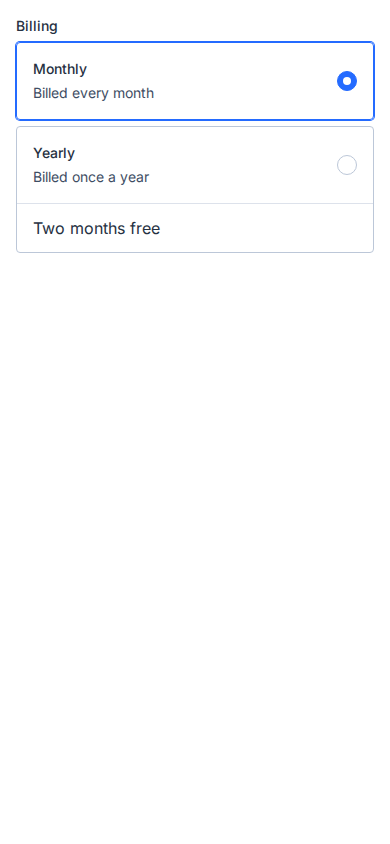 Billing
Monthly
Billed every month
Yearly
Billed once a year
Two months free